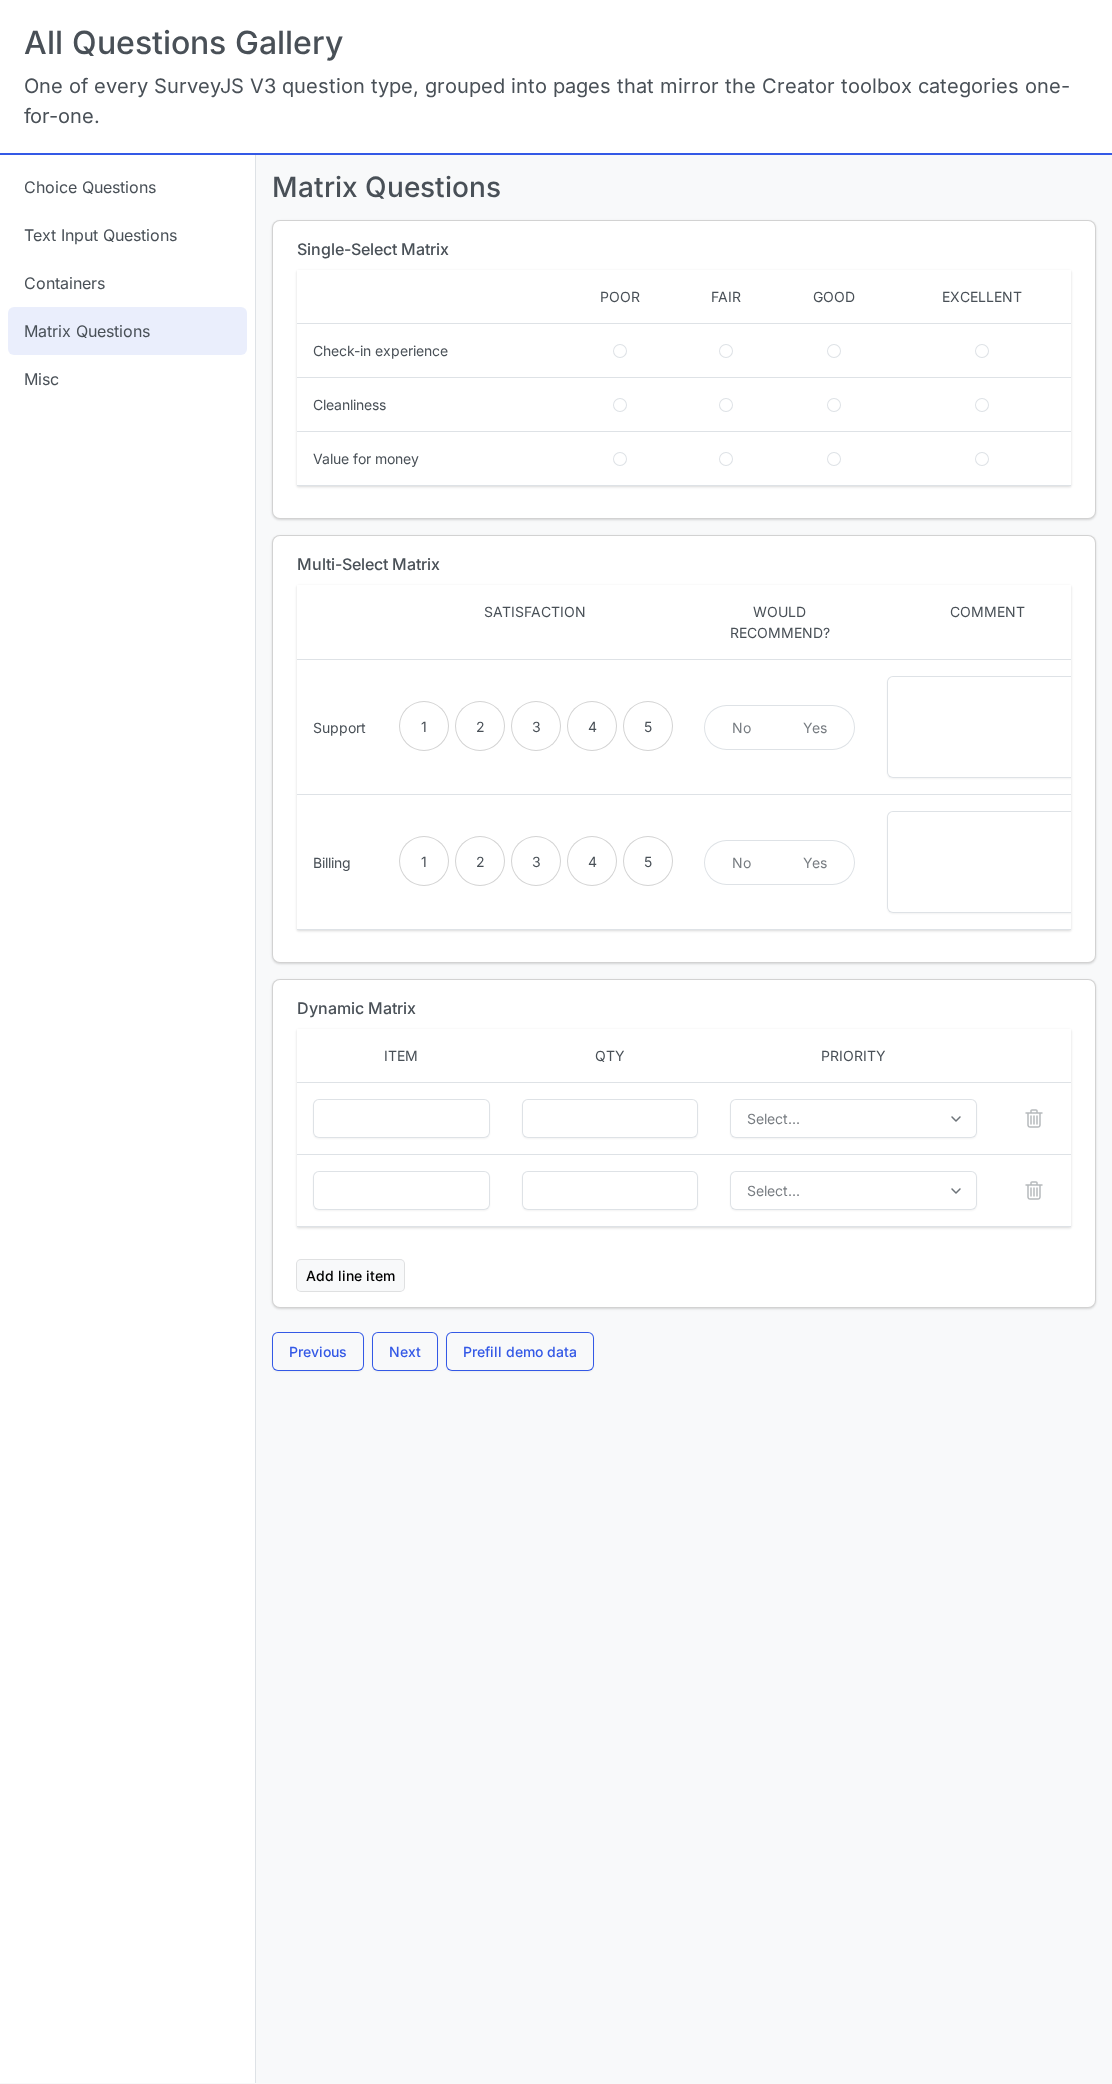 All Questions Gallery
One of every SurveyJS V3 question type, grouped into pages that mirror the Creator toolbox categories one-
for-one.
Choice Questions
Text Input Questions
Containers
Matrix Questions
Misc
Matrix Questions
Single-Select Matrix
POOR FAIR GOOD EXCELLENT
Check-in experience
Cleanliness
Value for money
Multi-Select Matrix
SATISFACTION WOULD RECOMMEND? COMMENT
Support 1 2 3 4 5 No Yes
Billing 1 2 3 4 5 No Yes
Dynamic Matrix
ITEM QTY PRIORITY
Select...
Select...
Add line item
Previous Next Prefill demo data